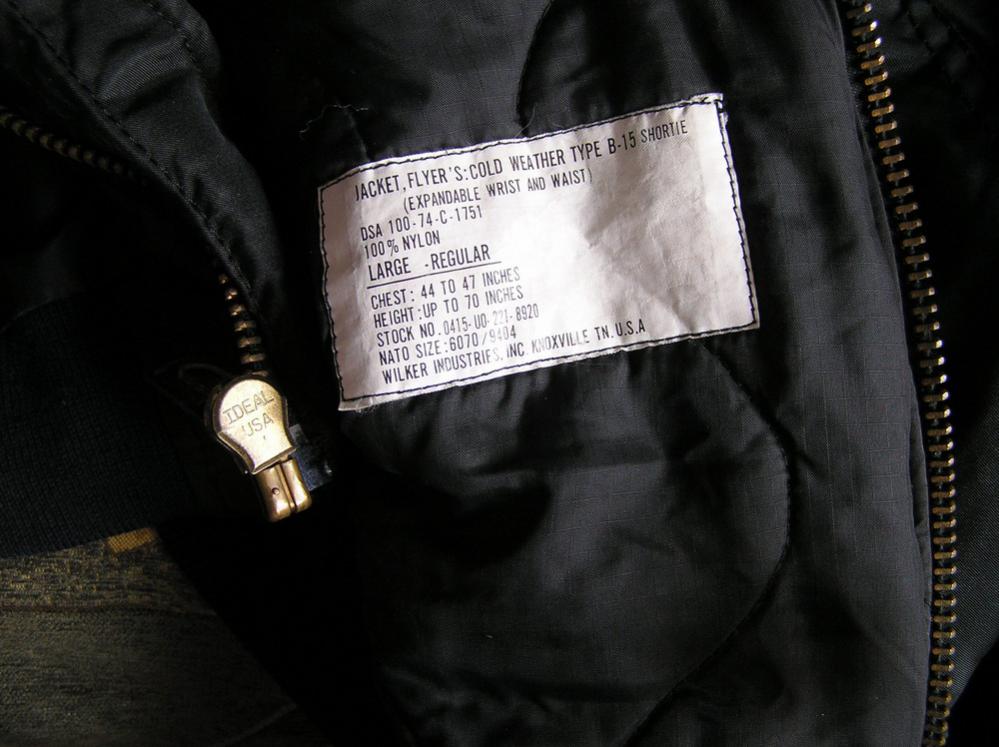 JACKET, FLYER'S: COLD WEATHER TYPE B-15 SHORTIE
(EXPANDABLE WRIST AND WAIST)
DSA 100-74-C-1751
100% NYLON
LARGE -REGULAR
CHEST: 44 TO 47 INCHES
HEIGHT: UP TO 70 INCHES
STOCK NO. 0415-U0-221-8920
NATO SIZE: 6070/9404
WILKER INDUSTRIES, INC. KNOXVILLE TN. U.S.A
IDEAL
USA